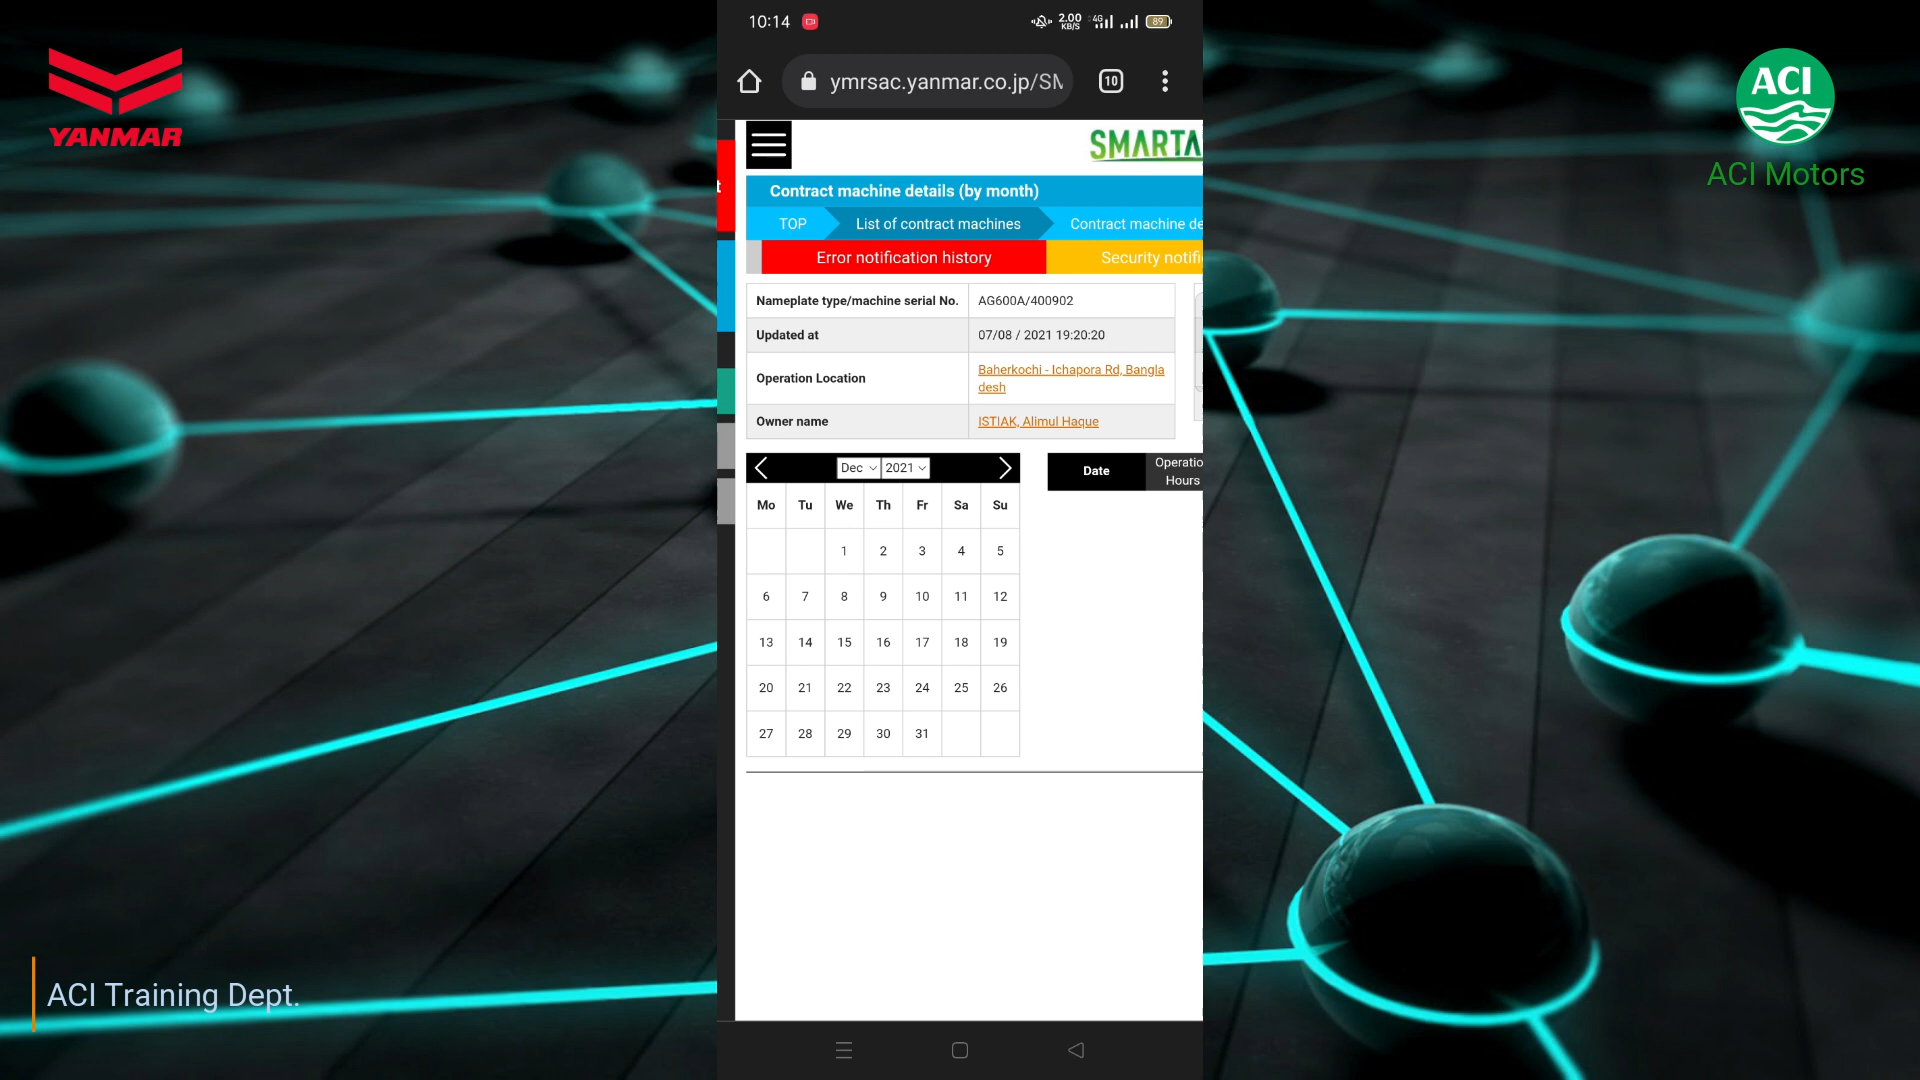 YANMAR
ACI
ACI Motors
10:14
2.00
KB/S
4G
89
ymrsac.yanmar.co.jp/SM
10
SMARTA
Contract machine details (by month)
TOP
List of contract machines
Contract machine de
t
Error notification history
Security notifi
Nameplate type/machine serial No.
AG600A/400902
Updated at
07/08 / 2021 19:20:20
Operation Location
Baherkochi - Ichapora Rd, Bangla
desh
Owner name
ISTIAK, Alimul Haque
Dec 2021
Date
Operatio
Hours
Mo Tu We Th Fr Sa Su
1 2 3 4 5
6 7 8 9 10 11 12
13 14 15 16 17 18 19
20 21 22 23 24 25 26
27 28 29 30 31
ACI Training Dept.